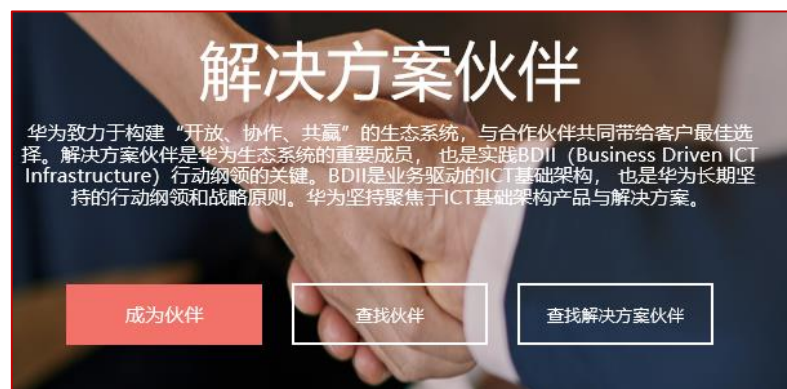 解决方案伙伴
华为致力于构建“开放、协作、共赢”的生态系统，与合作伙伴共同带给客户最佳选
择。解决方案伙伴是华为生态系统的重要成员， 也是实践BDII（Business Driven ICT
Infrastructure）行动纲领的关键。BDII是业务驱动的ICT基础架构， 也是华为长期坚
持的行动纲领和战略原则。华为坚持聚焦于ICT基础架构产品与解决方案。
成为伙伴
查找伙伴
查找解决方案伙伴